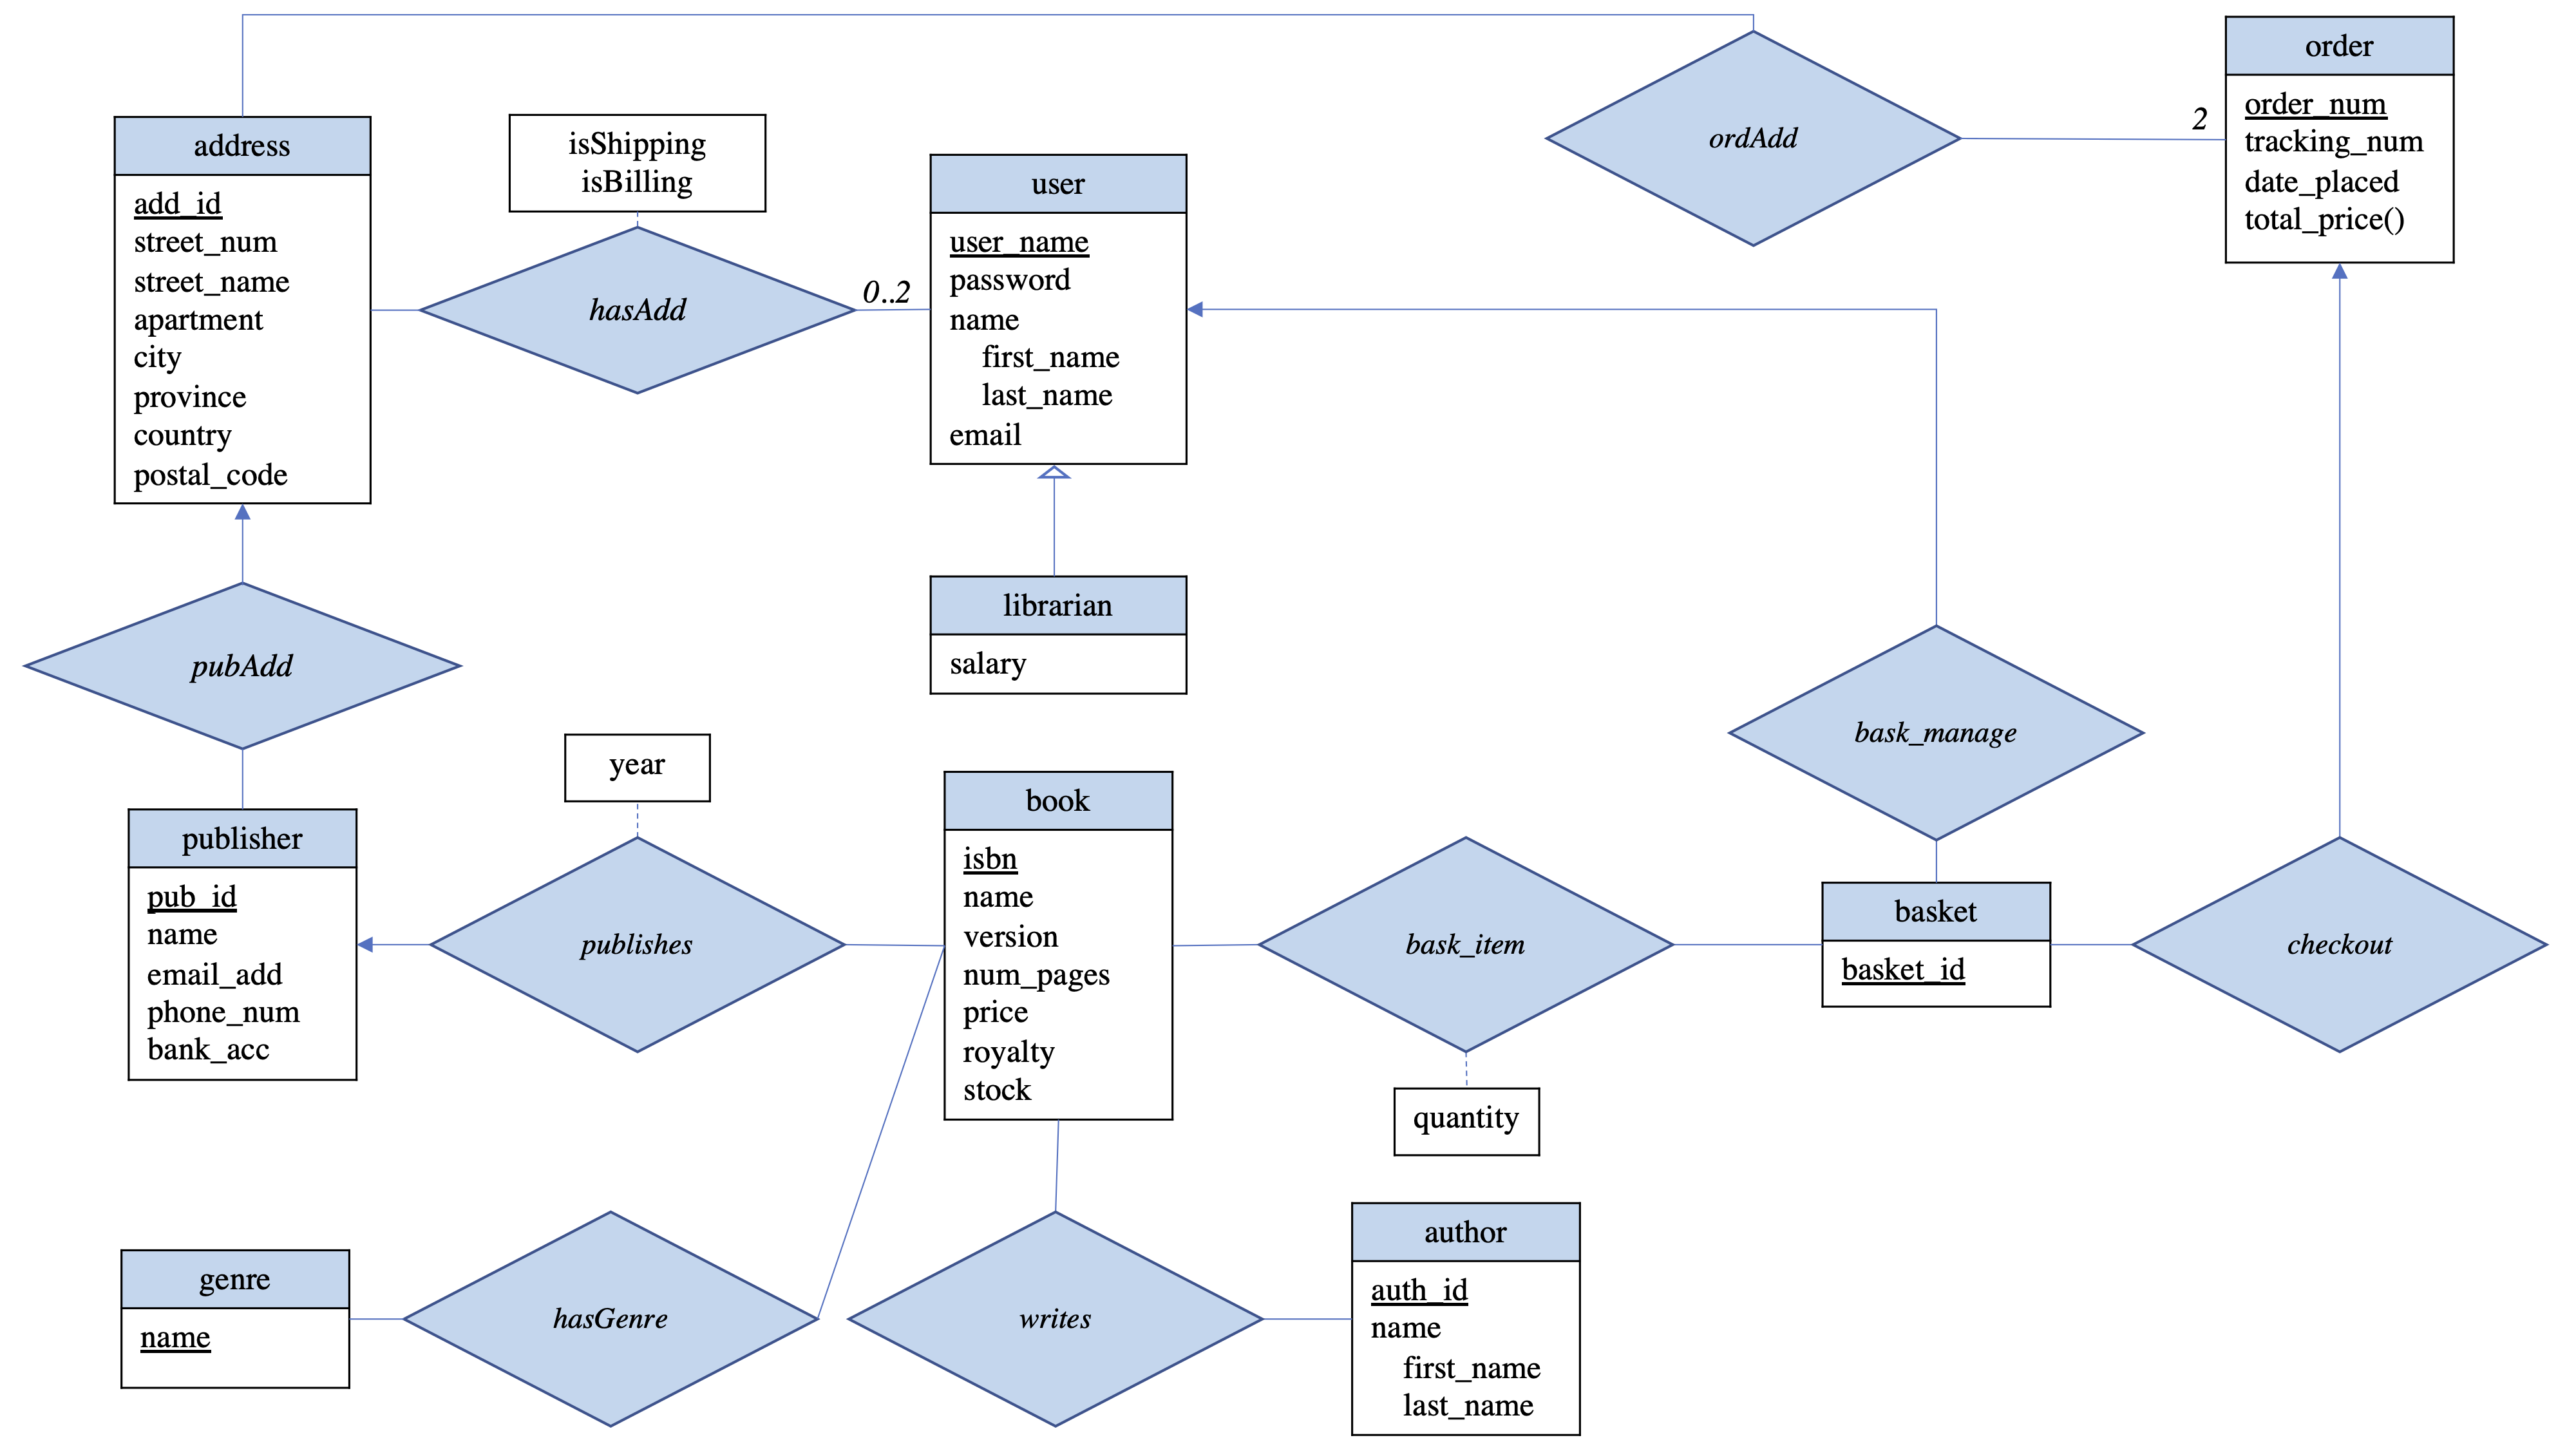 address
add_id
street_num
street_name
apartment
city
province
country
postal_code
isShipping
isBilling
hasAdd
0..2
user
user_name
password
name
first_name
last_name
email
ordAdd
2
order
order_num
tracking_num
date_placed
total_price()
librarian
salary
pubAdd
bask_manage
publisher
pub_id
name
email_add
phone_num
bank_acc
year
publishes
book
isbn
name
version
num_pages
price
royalty
stock
bask_item
quantity
basket
basket_id
checkout
genre
name
hasGenre
writes
author
auth_id
name
first_name
last_name